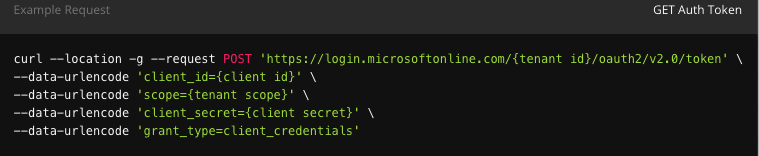 Example Request
GET Auth Token
curl --location -g --request POST 'https://login.microsoftonline.com/{tenant id}/oauth2/v2.0/token' \
--data-urlencode 'client_id={client id}' \
--data-urlencode 'scope={tenant scope}' \
--data-urlencode 'client_secret={client secret}' \
--data-urlencode 'grant_type=client_credentials'